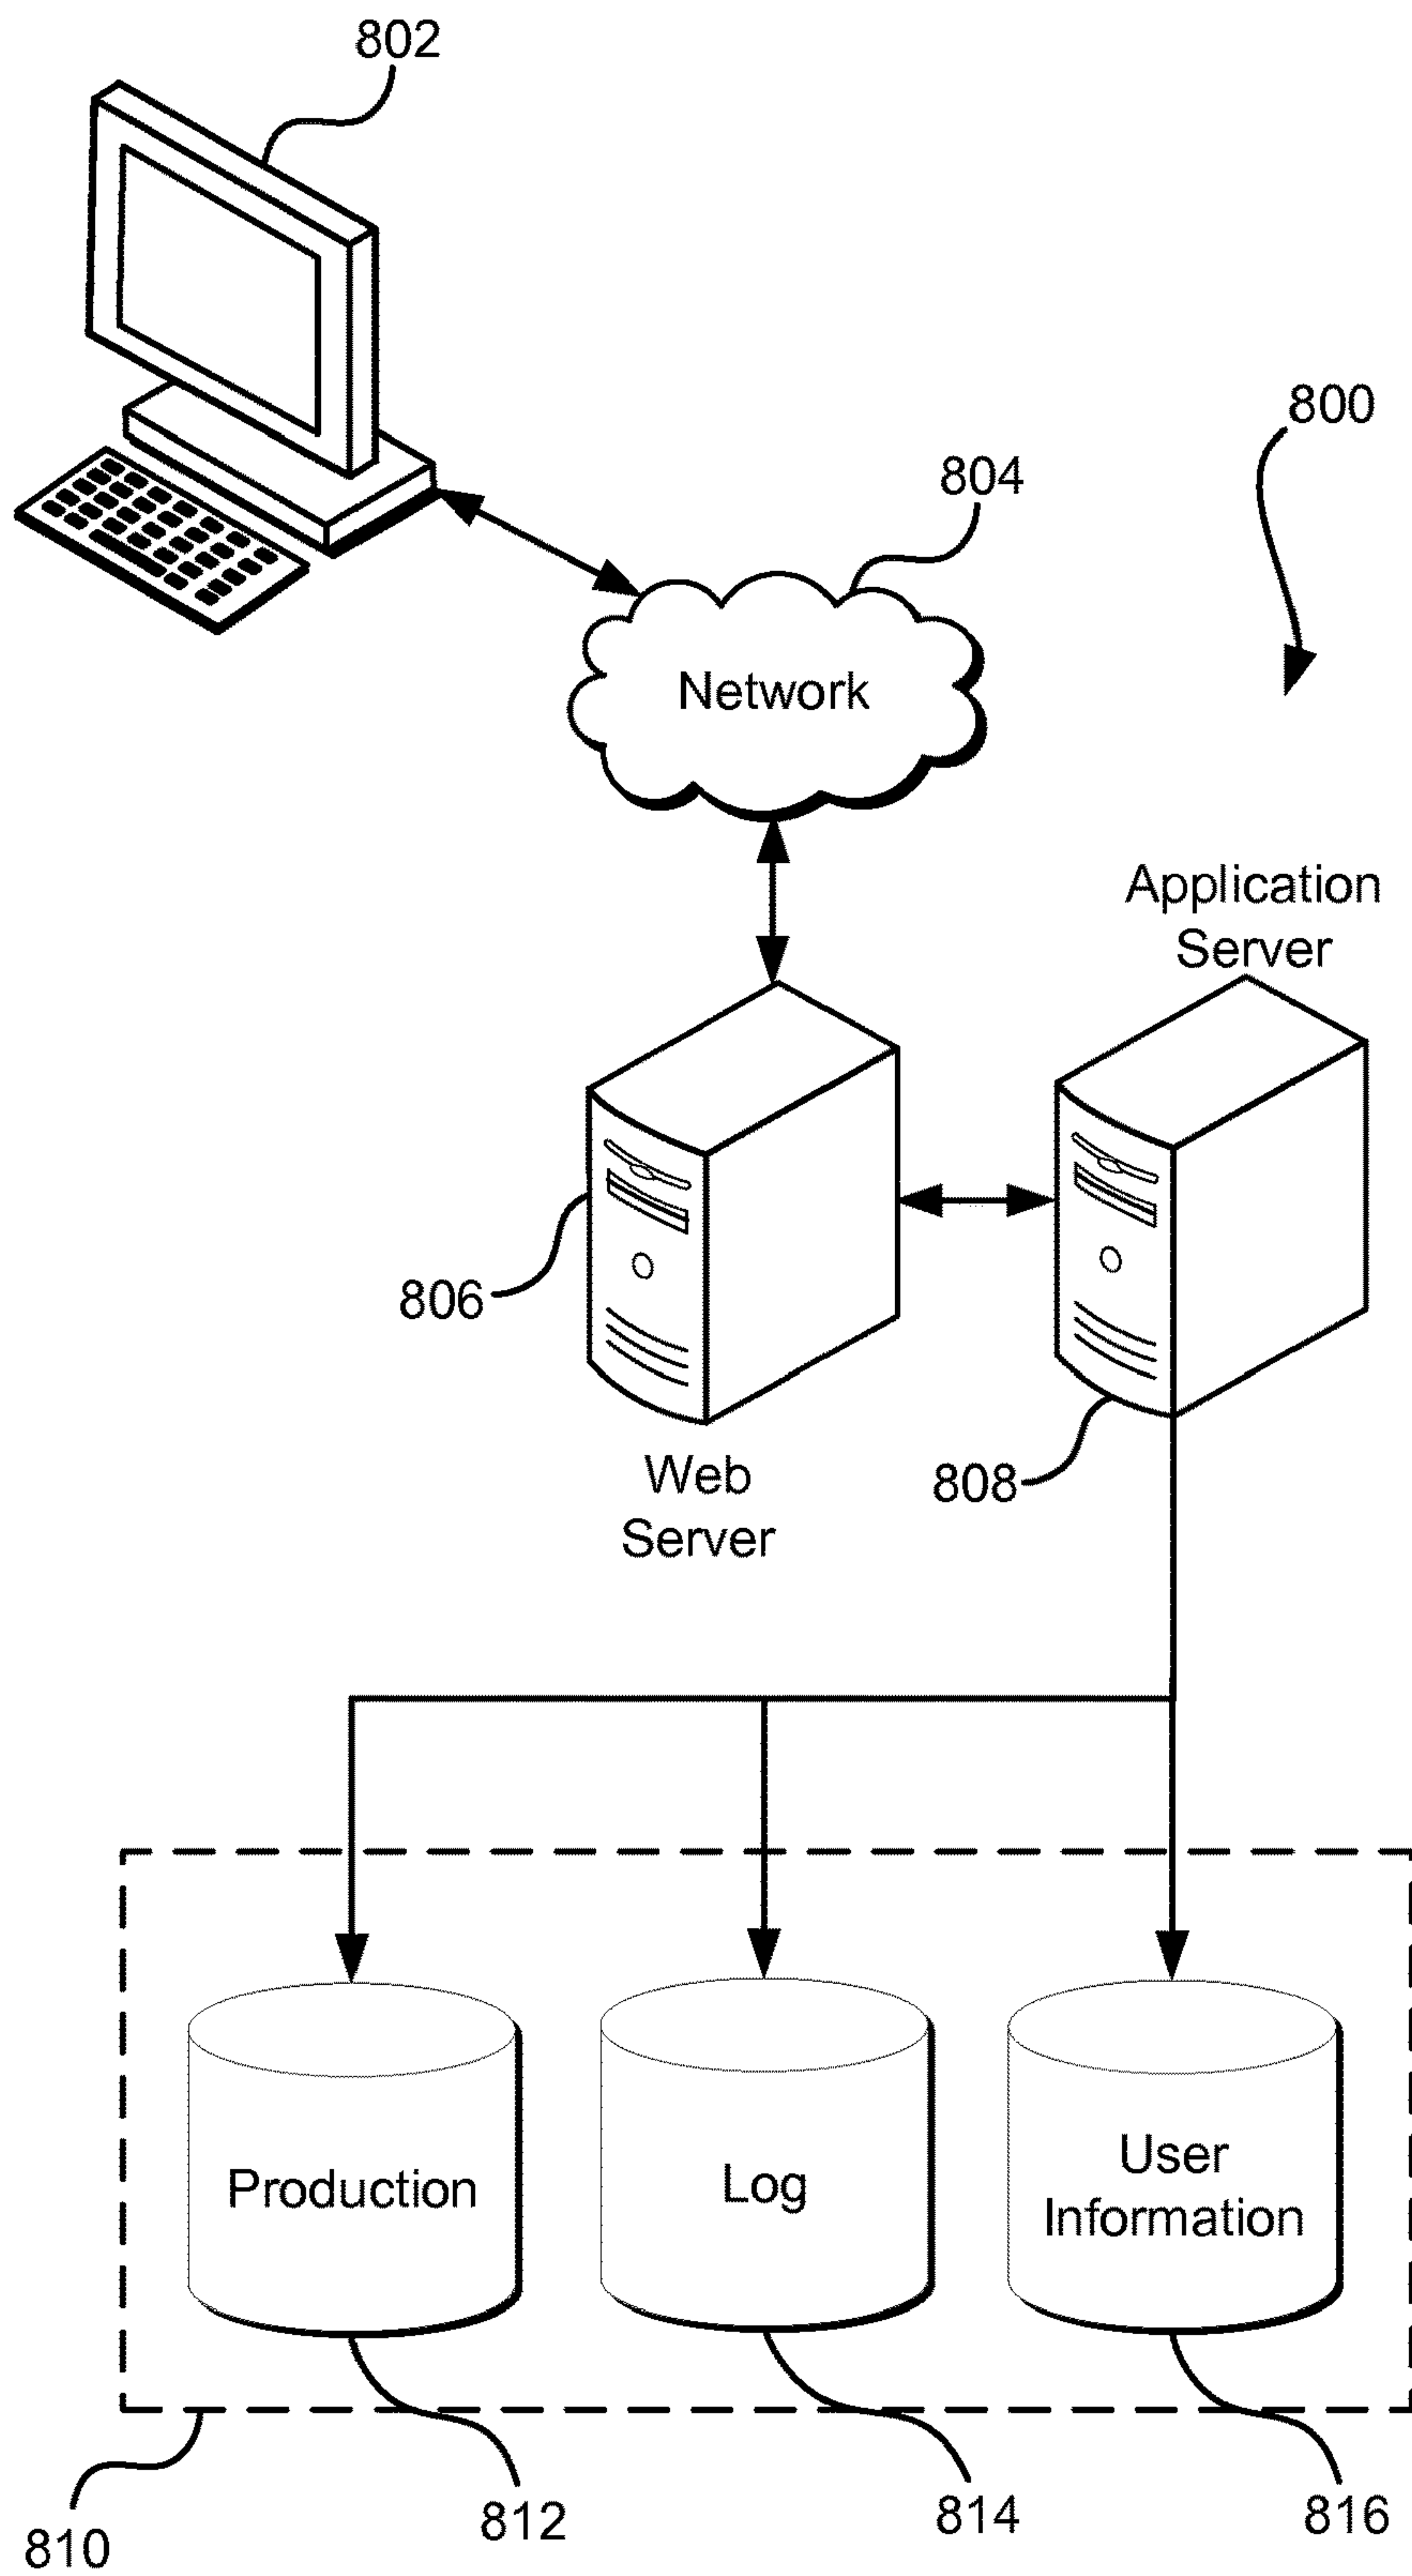 802
800
804
Network
Application
Server
806
808
Web
Server
Production
Log
User
Information
810
812
814
816